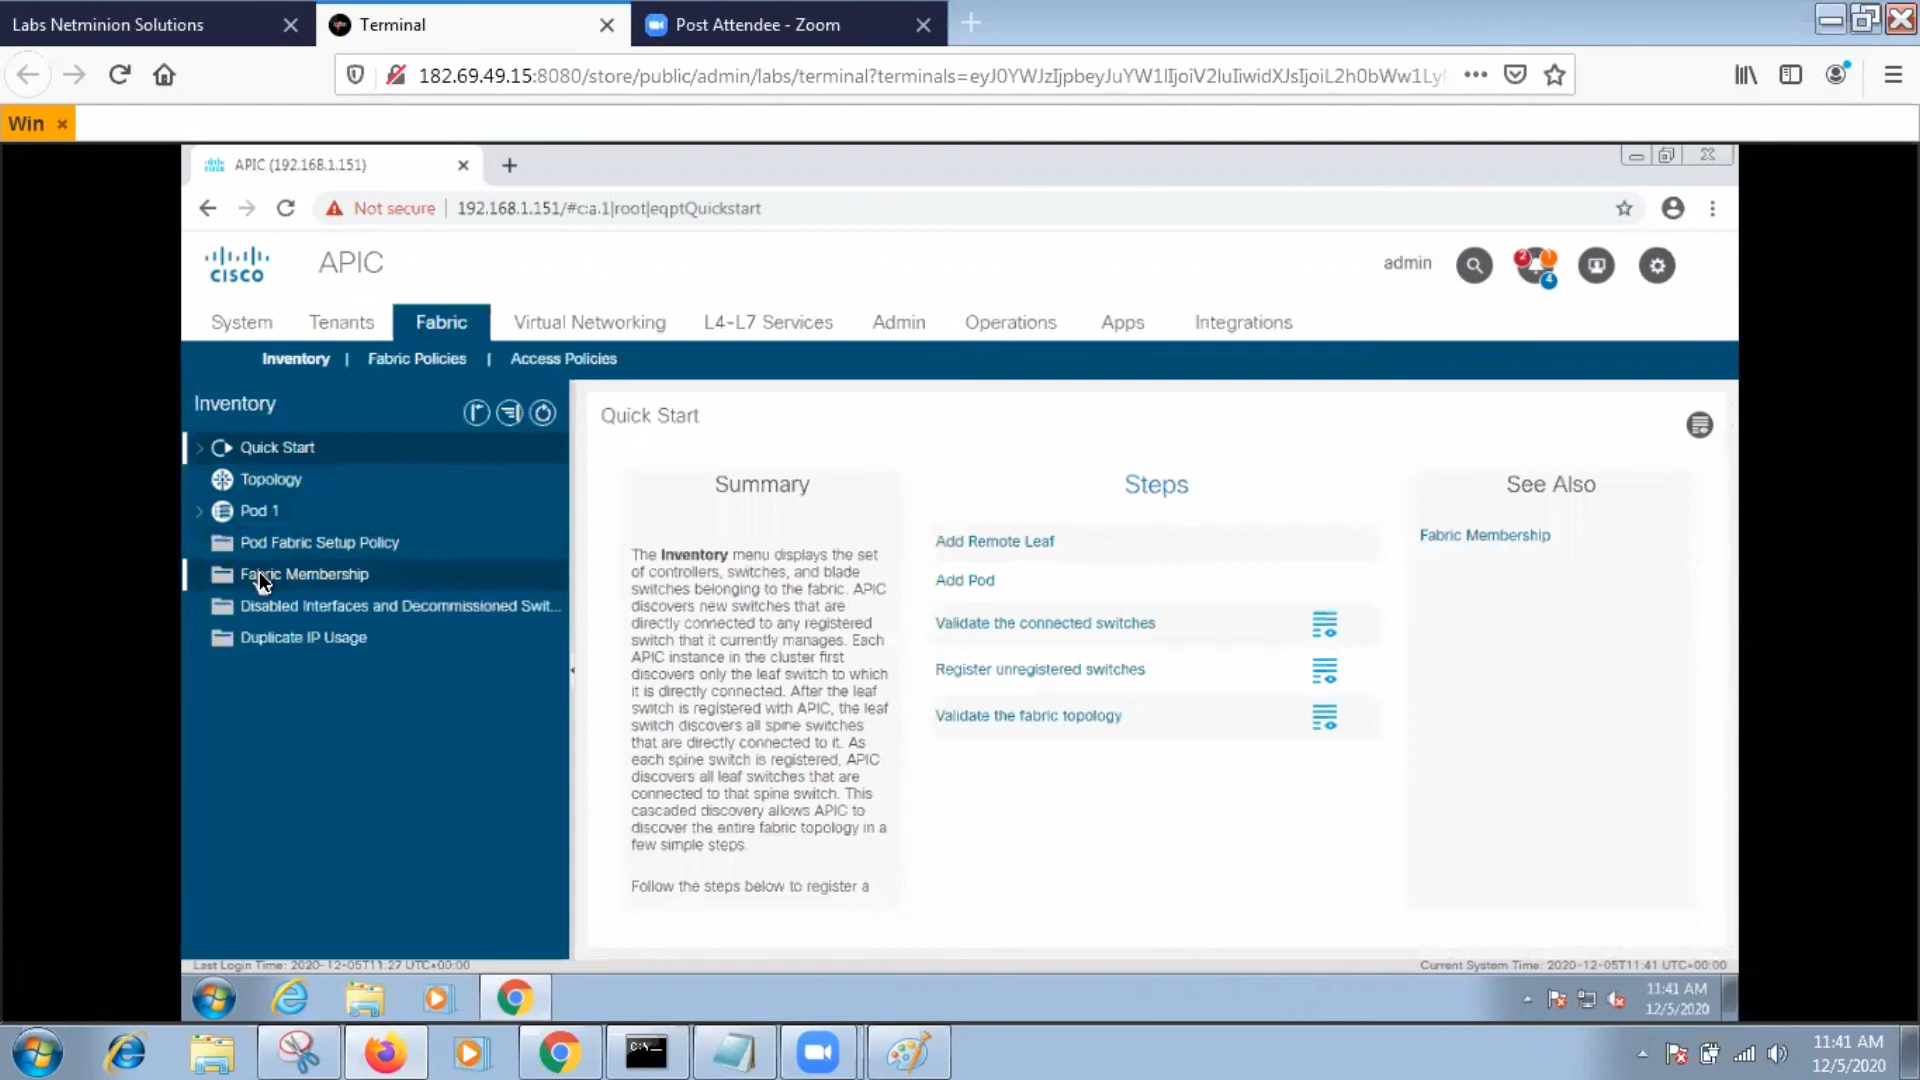 Labs Netminion Solutions
Terminal
Post Attendee - Zoom
Win
APIC (192.168.1.151)
Not secure
192.168.1.151/#c:a.1|root|eqptQuickstart
CISCO
APIC
admin
2
4
System
Tenants
Fabric
Virtual Networking
L4-L7 Services
Admin
Operations
Apps
Integrations
Inventory | Fabric Policies | Access Policies
Inventory
Quick Start
Topology
Pod 1
Pod Fabric Setup Policy
Fabric Membership
Disabled Interfaces and Decommissioned Swit...
Duplicate IP Usage
Quick Start
Summary
The Inventory menu displays the set
of controllers, switches, and blade
switches belonging to the fabric. APIC
discovers new switches that are
directly connected to any registered
switch that it currently manages. Each
APIC instance in the cluster first
discovers only the leaf switch to which
it is directly connected. After the leaf
switch is registered with APIC, the leaf
switch discovers all spine switches
that are directly connected to it. As
each spine switch is registered, APIC
discovers all leaf switches that are
connected to that spine switch. This
cascaded discovery allows APIC to
discover the entire fabric topology in a
few simple steps.
Follow the steps below to register a
Steps
Add Remote Leaf
Add Pod
Validate the connected switches
Register unregistered switches
Validate the fabric topology
See Also
Fabric Membership
Last Login Time: 2020-12-05T11:27 UTC+00:00
Current System Time: 2020-12-05T11:41 UTC+00:00
11:41 AM
12/5/2020
11:41 AM
12/5/2020